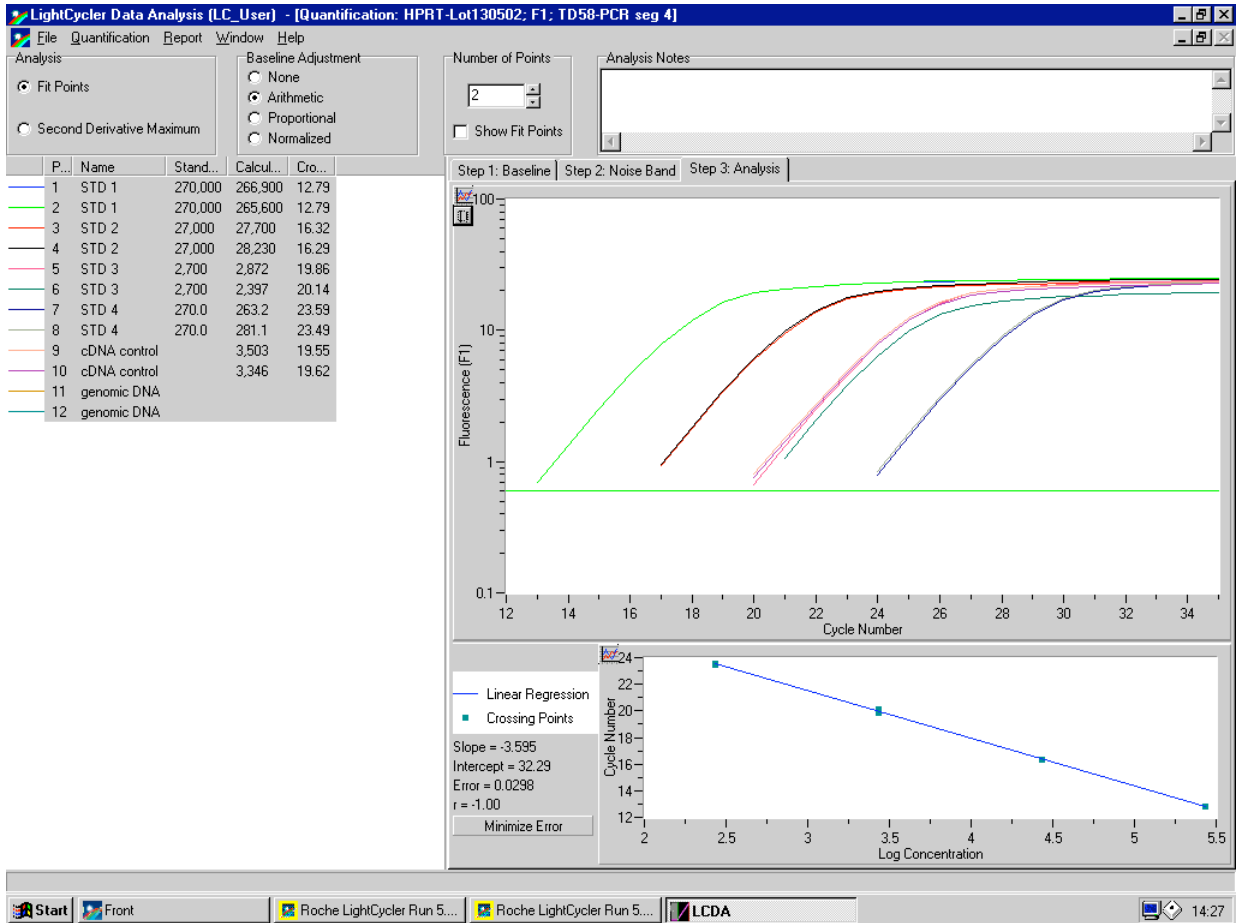 LightCycler Data Analysis (LC_User) - [Quantification: HPRT-Lot130502; F1; TD58-PCR seg 4]
File Quantification Report Window Help
Analysis
Fit Points
Second Derivative Maximum
Baseline Adjustment
None
Arithmetic
Proportional
Normalized
Number of Points
2
Show Fit Points
Analysis Notes
P... Name Stand... Calcul... Cro...
1 STD 1 270,000 266,900 12.79
2 STD 1 270,000 265,600 12.79
3 STD 2 27,000 27,700 16.32
4 STD 2 27,000 28,230 16.29
5 STD 3 2,700 2,872 19.86
6 STD 3 2,700 2,397 20.14
7 STD 4 270.0 263.2 23.59
8 STD 4 270.0 281.1 23.49
9 cDNA control 3,503 19.55
10 cDNA control 3,346 19.62
11 genomic DNA
12 genomic DNA
Step 1: Baseline Step 2: Noise Band Step 3: Analysis
100
10
1
0.1
Fluorescence (F1)
12 14 16 18 20 22 24 26 28 30 32 34
Cycle Number
Linear Regression
Crossing Points
Slope = -3.595
Intercept = 32.29
Error = 0.0298
r = -1.00
Minimize Error
24
22
20
18
16
14
12
Cycle Number
2 2.5 3 3.5 4 4.5 5 5.5
Log Concentration
Start Front Roche LightCycler Run 5.... Roche LightCycler Run 5.... LCDA 14:27